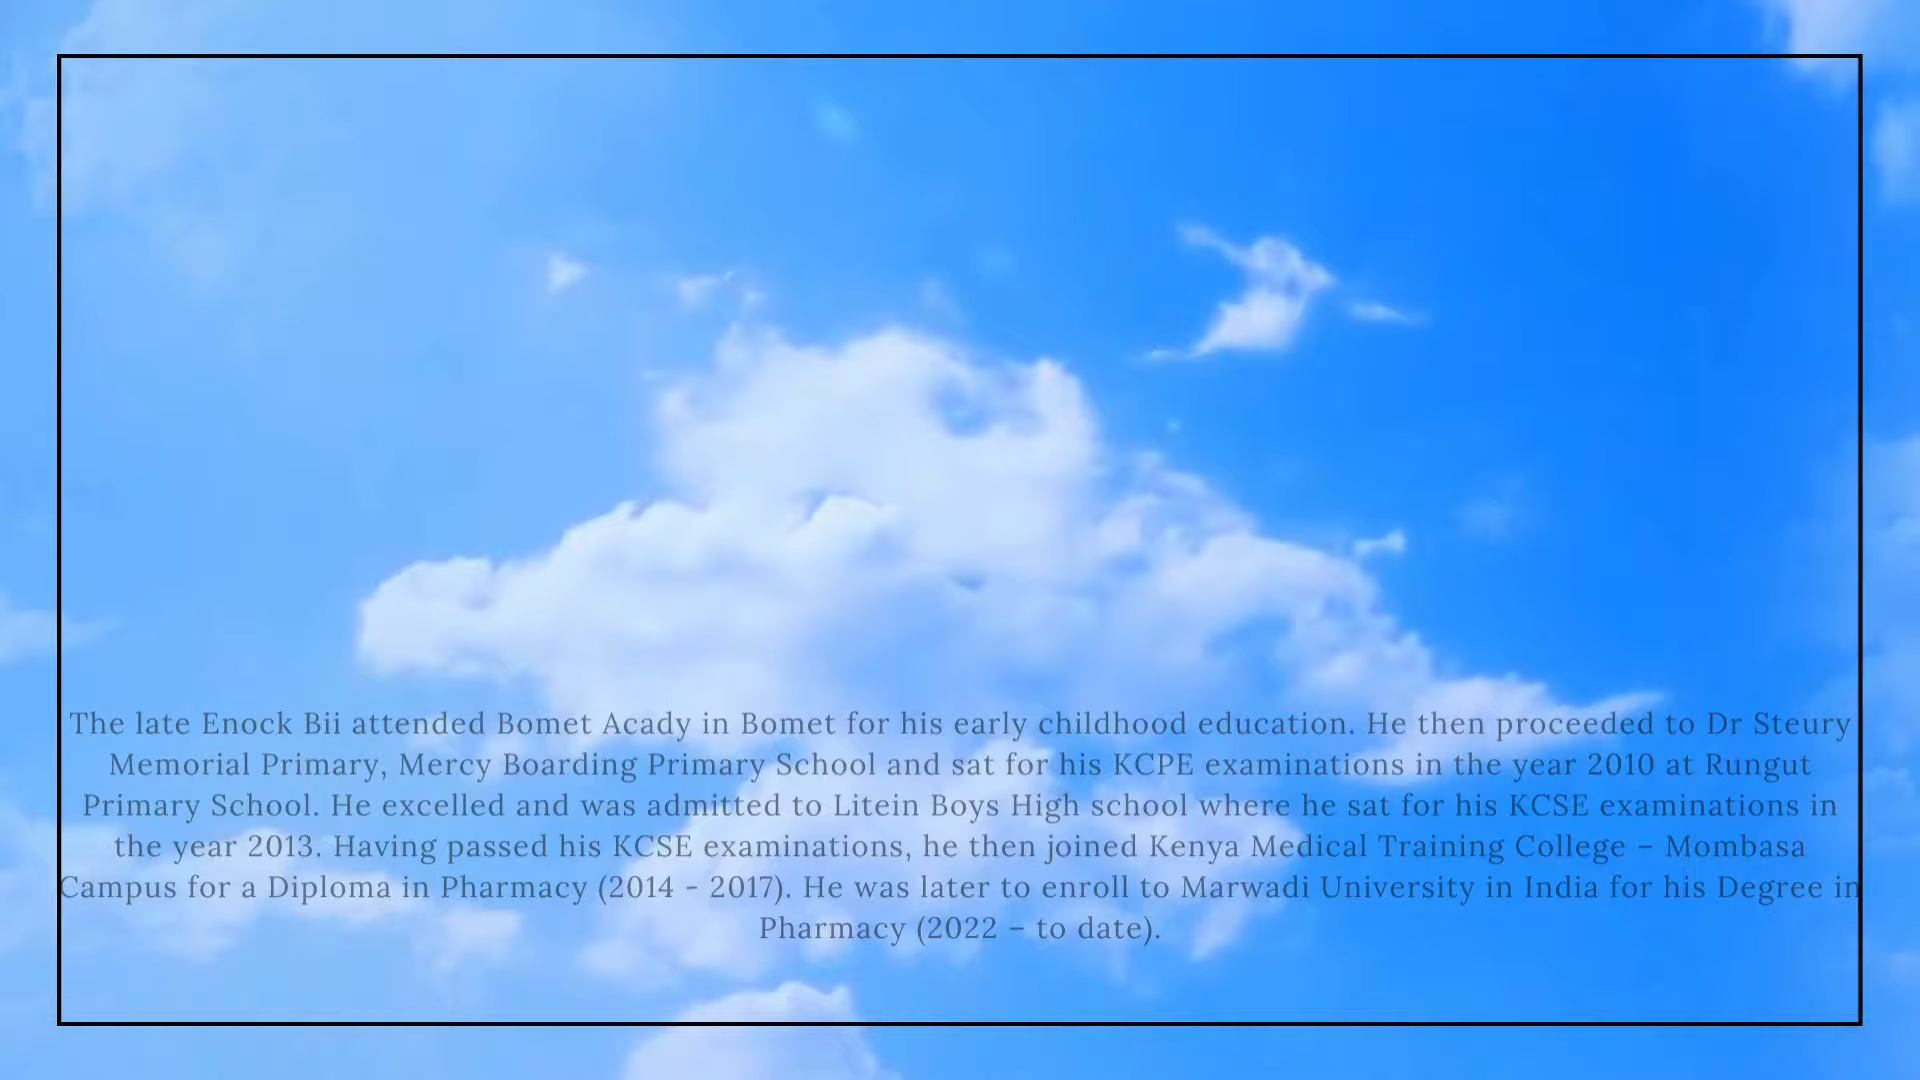 The late Enock Bii attended Bomet Acady in Bomet for his early childhood education. He then proceeded to Dr Steury
Memorial Primary, Mercy Boarding Primary School and sat for his KCPE examinations in the year 2010 at Rungut
Primary School. He excelled and was admitted to Litein Boys High school where he sat for his KCSE examinations in
the year 2013. Having passed his KCSE examinations, he then joined Kenya Medical Training College – Mombasa
Campus for a Diploma in Pharmacy (2014 - 2017). He was later to enroll to Marwadi University in India for his Degree in
Pharmacy (2022 – to date).